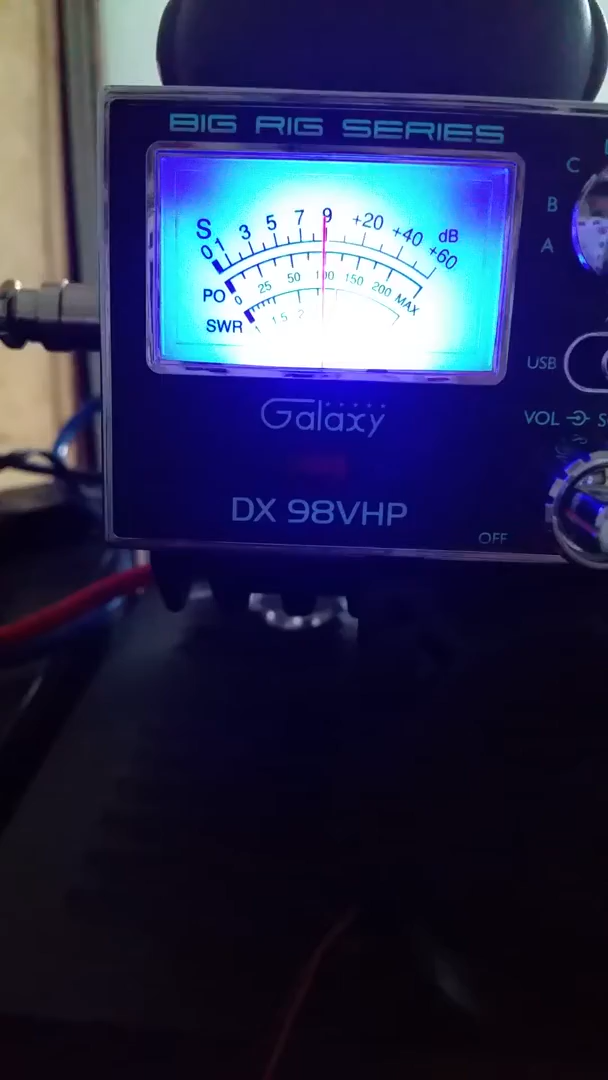 BIG RIG SERIES
S 0 1 3 5 7 9 +20 +40 +60 dB
PO 0 25 50 100 150 200 MAX
SWR 1 1.5 2
C
B
A
USB
Galaxy
VOL
DX 98VHP
OFF